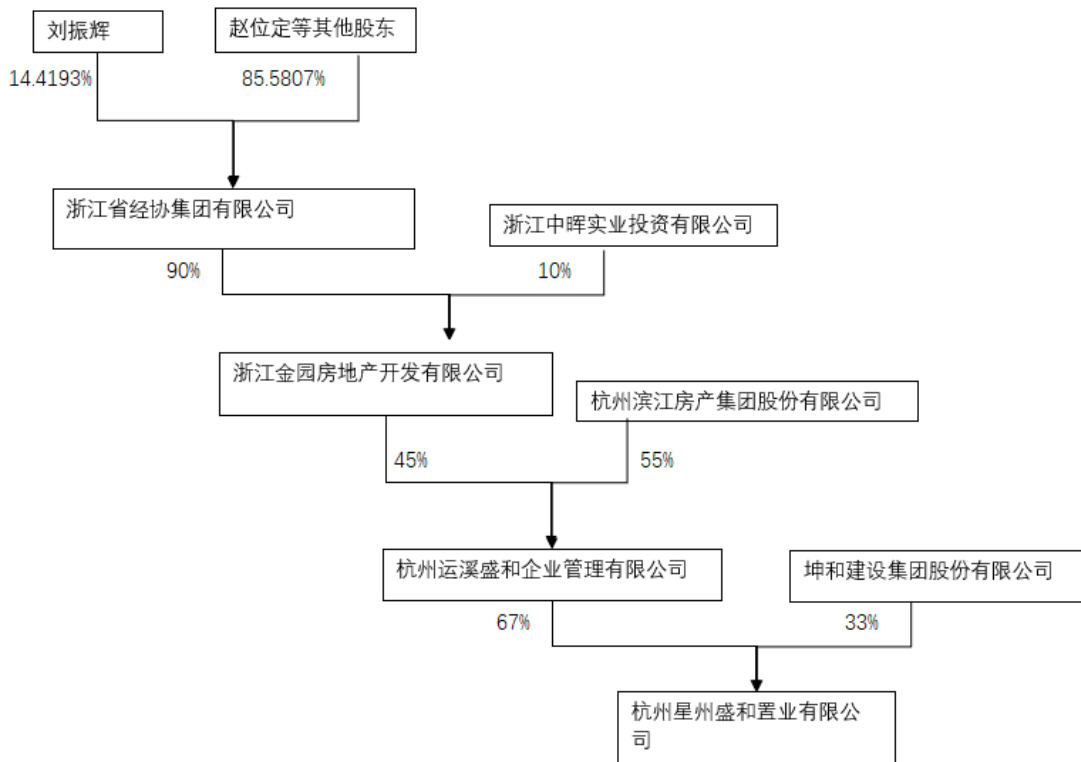 刘振辉
赵位定等其他股东
14.4193%
85.5807%
浙江省经协集团有限公司
浙江中晖实业投资有限公司
90%
10%
浙江金园房地产开发有限公司
杭州滨江房产集团股份有限公司
45%
55%
杭州运溪盛和企业管理有限公司
坤和建设集团股份有限公司
67%
33%
杭州星州盛和置业有限公
司